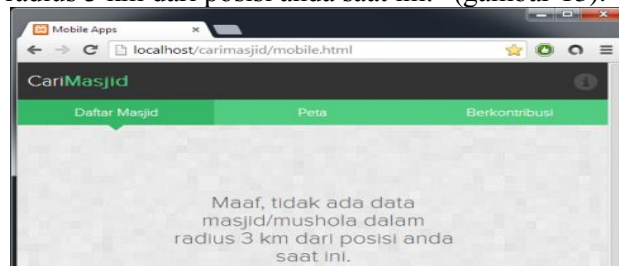 radius 3 km dari posisi anda saat ini." (gambar 15).
Mobile Apps
localhost/carimasjid/mobile.html
CariMasjid
Daftar Masjid Peta Berkontribusi
Maaf, tidak ada data
masjid/mushola dalam
radius 3 km dari posisi anda
saat ini.